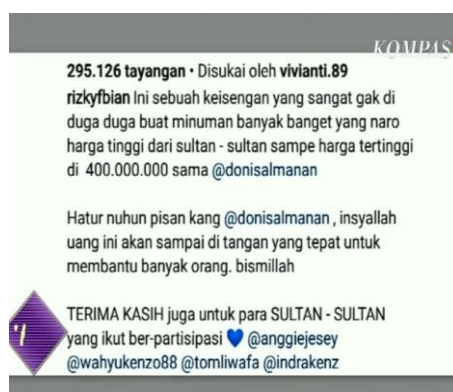 KOMPAS
295.126 tayangan • Disukai oleh vivianti.89
rizkyfbian Ini sebuah keisengan yang sangat gak di
duga duga buat minuman banyak banget yang naro
harga tinggi dari sultan - sultan sampe harga tertinggi
di 400.000.000 sama @donisalmanan
Hatur nuhun pisan kang @donisalmanan , insyallah
uang ini akan sampai di tangan yang tepat untuk
membantu banyak orang. bismillah
TERIMA KASIH juga untuk para SULTAN - SULTAN
yang ikut ber-partisipasi 💙 @anggiejesey
@wahyukenzo88 @tomliwafa @indrakenz